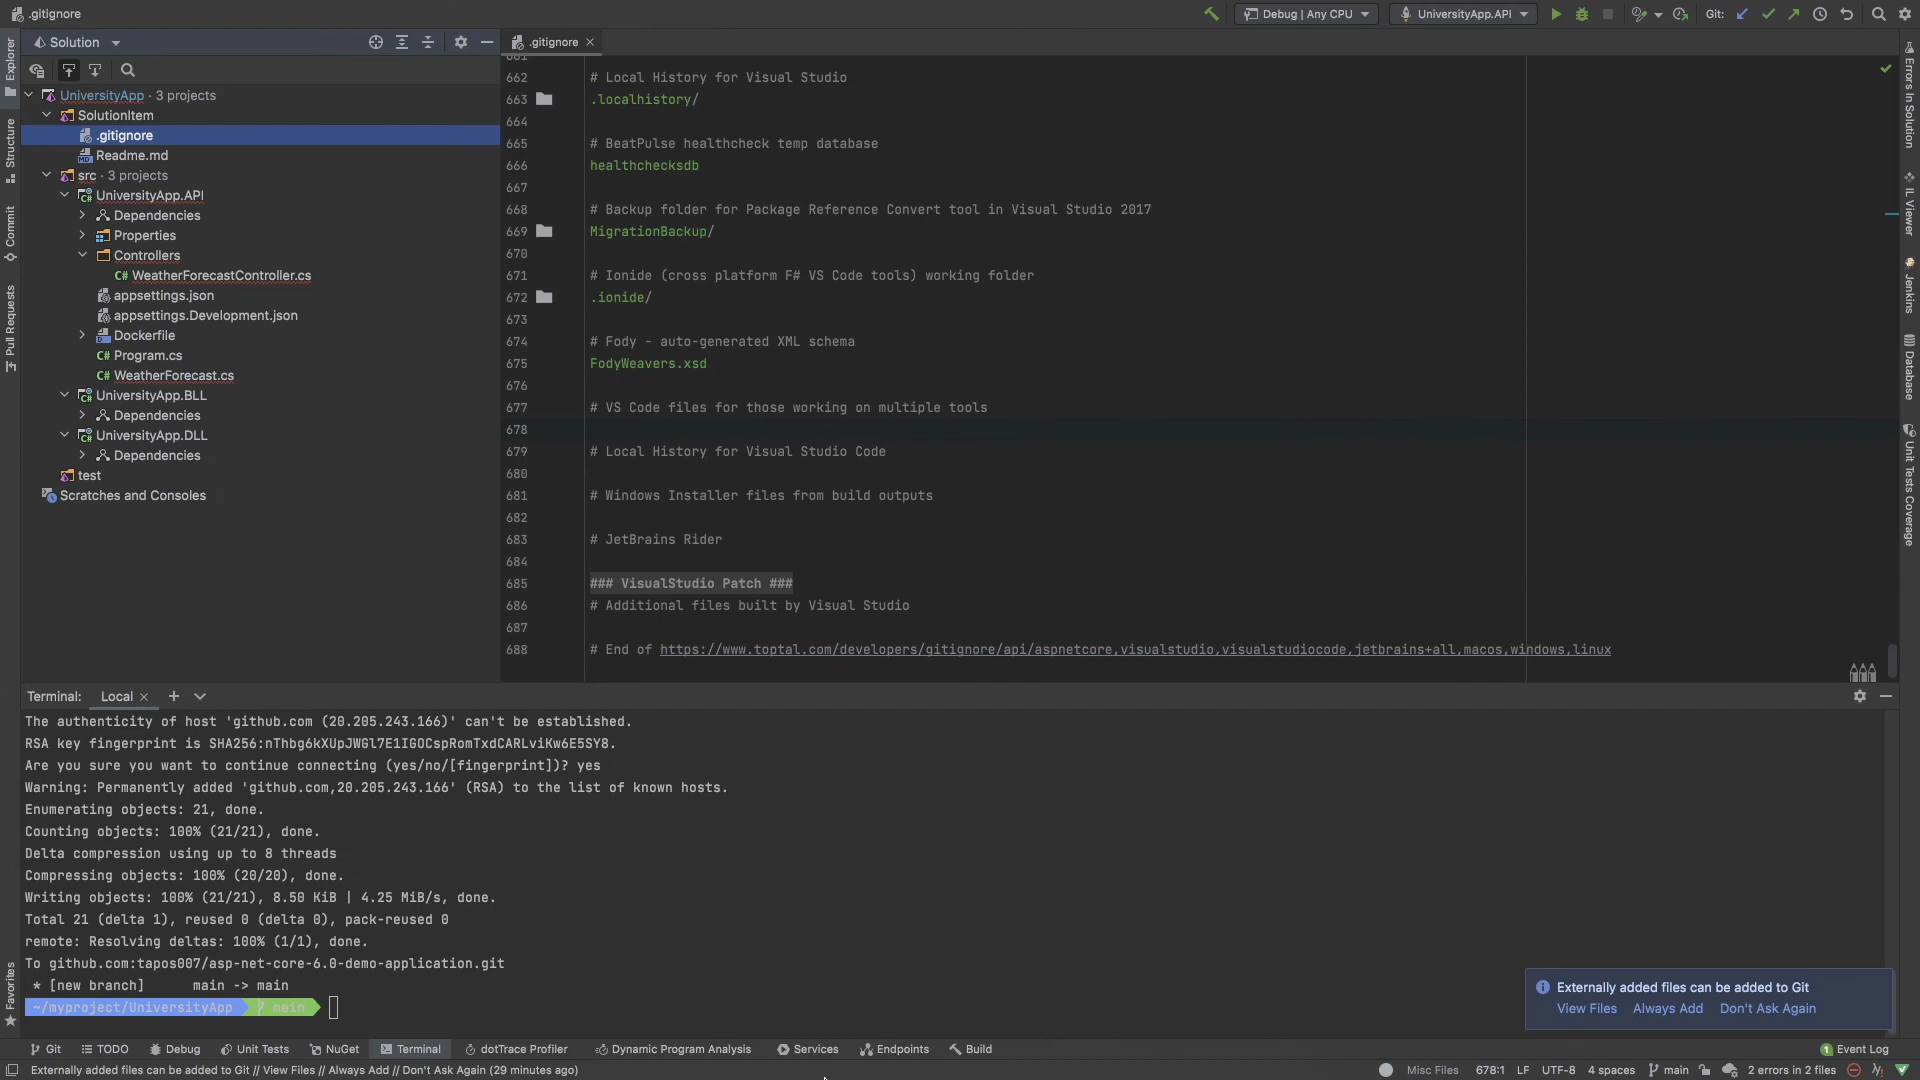 .gitignore
Debug | Any CPU
UniversityApp.API
Git:
Explorer
Structure
Commit
Pull Requests
Favorites
Solution
UniversityApp · 3 projects
SolutionItem
.gitignore
Readme.md
src · 3 projects
UniversityApp.API
Dependencies
Properties
Controllers
C# WeatherForecastController.cs
appsettings.json
appsettings.Development.json
Dockerfile
C# Program.cs
C# WeatherForecast.cs
UniversityApp.BLL
Dependencies
UniversityApp.DLL
Dependencies
test
Scratches and Consoles
.gitignore
661
662 # Local History for Visual Studio
663 .localhistory/
664
665 # BeatPulse healthcheck temp database
666 healthchecksdb
667
668 # Backup folder for Package Reference Convert tool in Visual Studio 2017
669 MigrationBackup/
670
671 # Ionide (cross platform F# VS Code tools) working folder
672 .ionide/
673
674 # Fody - auto-generated XML schema
675 FodyWeavers.xsd
676
677 # VS Code files for those working on multiple tools
678
679 # Local History for Visual Studio Code
680
681 # Windows Installer files from build outputs
682
683 # JetBrains Rider
684
685 ### VisualStudio Patch ###
686 # Additional files built by Visual Studio
687
688 # End of https://www.toptal.com/developers/gitignore/api/aspnetcore,visualstudio,visualstudiocode,jetbrains+all,macos,windows,linux
Errors In Solution
IL Viewer
Jenkins
Database
Unit Tests Coverage
Terminal: Local
The authenticity of host 'github.com (20.205.243.166)' can't be established.
RSA key fingerprint is SHA256:nThbg6kXUpJWGl7E1IGOCspRomTxdCARLviKw6E5SY8.
Are you sure you want to continue connecting (yes/no/[fingerprint])? yes
Warning: Permanently added 'github.com,20.205.243.166' (RSA) to the list of known hosts.
Enumerating objects: 21, done.
Counting objects: 100% (21/21), done.
Delta compression using up to 8 threads
Compressing objects: 100% (20/20), done.
Writing objects: 100% (21/21), 8.50 KiB | 4.25 MiB/s, done.
Total 21 (delta 1), reused 0 (delta 0), pack-reused 0
remote: Resolving deltas: 100% (1/1), done.
To github.com:tapos007/asp-net-core-6.0-demo-application.git
* [new branch] main -> main
~/myproject/UniversityApp main
Externally added files can be added to Git
View Files Always Add Don't Ask Again
Git TODO Debug Unit Tests NuGet Terminal dotTrace Profiler Dynamic Program Analysis Services Endpoints Build
1 Event Log
Externally added files can be added to Git // View Files // Always Add // Don't Ask Again (29 minutes ago)
Misc Files 678:1 LF UTF-8 4 spaces main 2 errors in 2 files